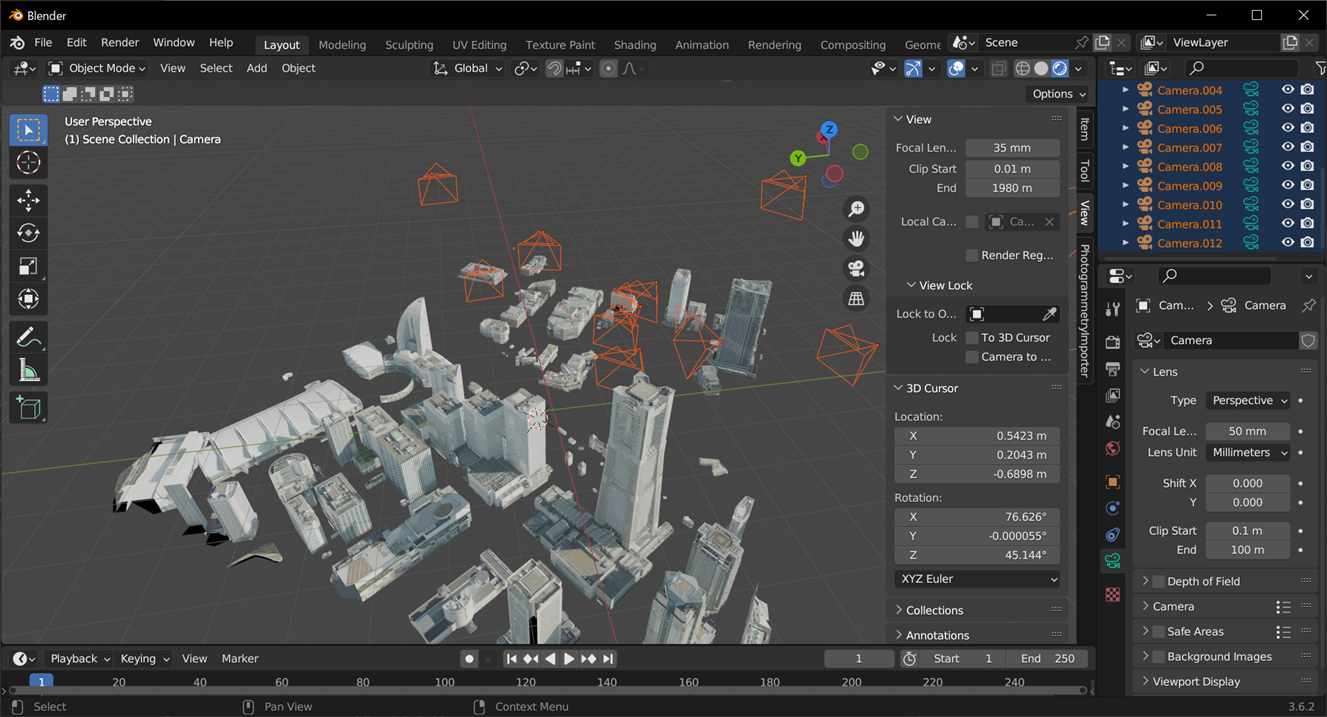 Blender
File Edit Render Window Help Layout Modeling Sculpting UV Editing Texture Paint Shading Animation Rendering Compositing Geome Scene ViewLayer
Object Mode View Select Add Object Global
Options
User Perspective
(1) Scene Collection | Camera
Z
Y
View
Focal Len... 35 mm
Clip Start 0.01 m
End 1980 m
Local Ca... Ca...
Render Reg...
View Lock
Lock to O...
Lock To 3D Cursor
Camera to ...
3D Cursor
Location:
X 0.5423 m
Y 0.2043 m
Z -0.6898 m
Rotation:
X 76.626°
Y -0.000055°
Z 45.144°
XYZ Euler
Collections
Annotations
Item
Tool
View
PhotogrammetryImporter
Camera.004
Camera.005
Camera.006
Camera.007
Camera.008
Camera.009
Camera.010
Camera.011
Camera.012
Cam... Camera
Camera
Lens
Type Perspective
Focal Le... 50 mm
Lens Unit Millimeters
Shift X 0.000
Y 0.000
Clip Start 0.1 m
End 100 m
Depth of Field
Camera
Safe Areas
Background Images
Viewport Display
Playback Keying View Marker 1 Start 1 End 250
1 20 40 60 80 100 120 140 160 180 200 220 240
Select Pan View Context Menu 3.6.2